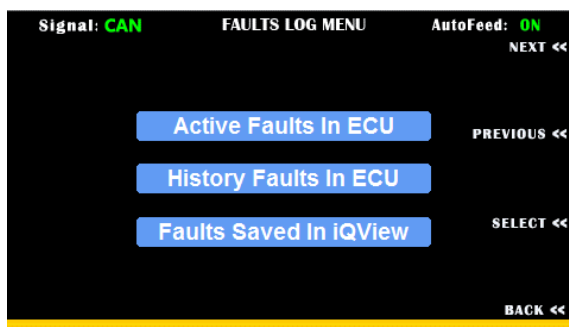 Signal: CAN FAULTS LOG MENU AutoFeed: ON
NEXT <<
Active Faults In ECU
PREVIOUS <<
History Faults In ECU
Faults Saved In iQView
SELECT <<
BACK <<